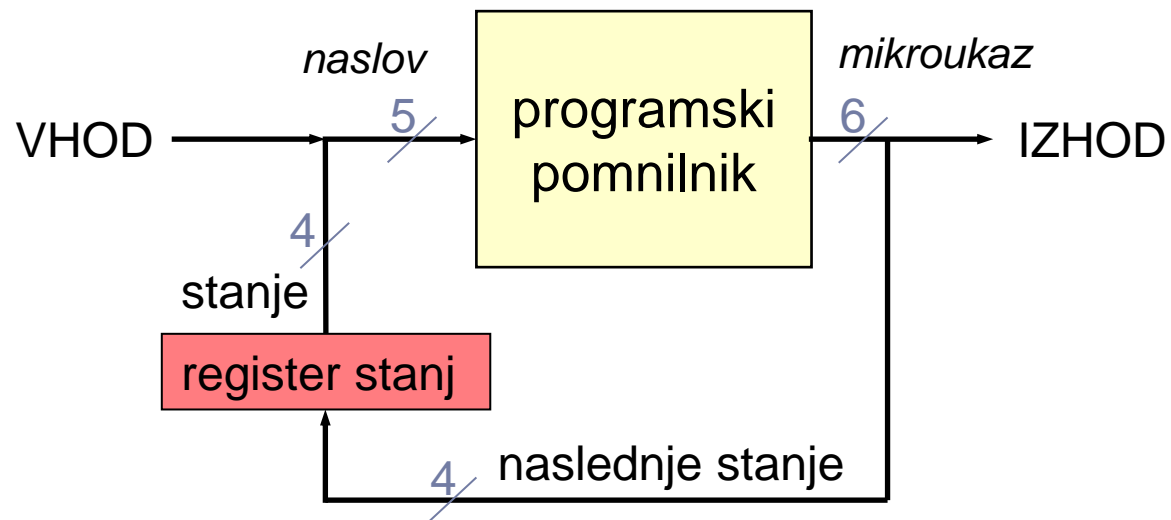 naslov
mikroukaz
VHOD
5
programski
pomnilnik
6
IZHOD
4
stanje
register stanj
naslednje stanje
4